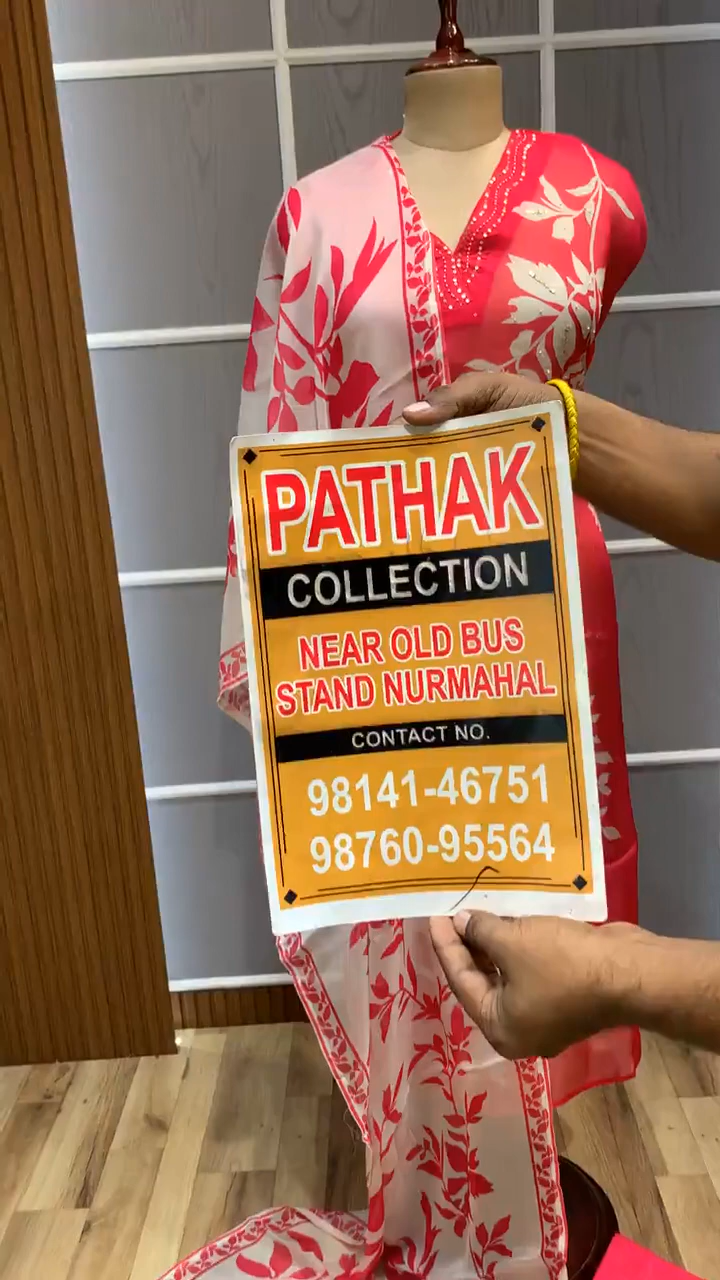 PATHAK
COLLECTION
NEAR OLD BUS
STAND NURMAHAL
CONTACT NO.
98141-46751
98760-95564